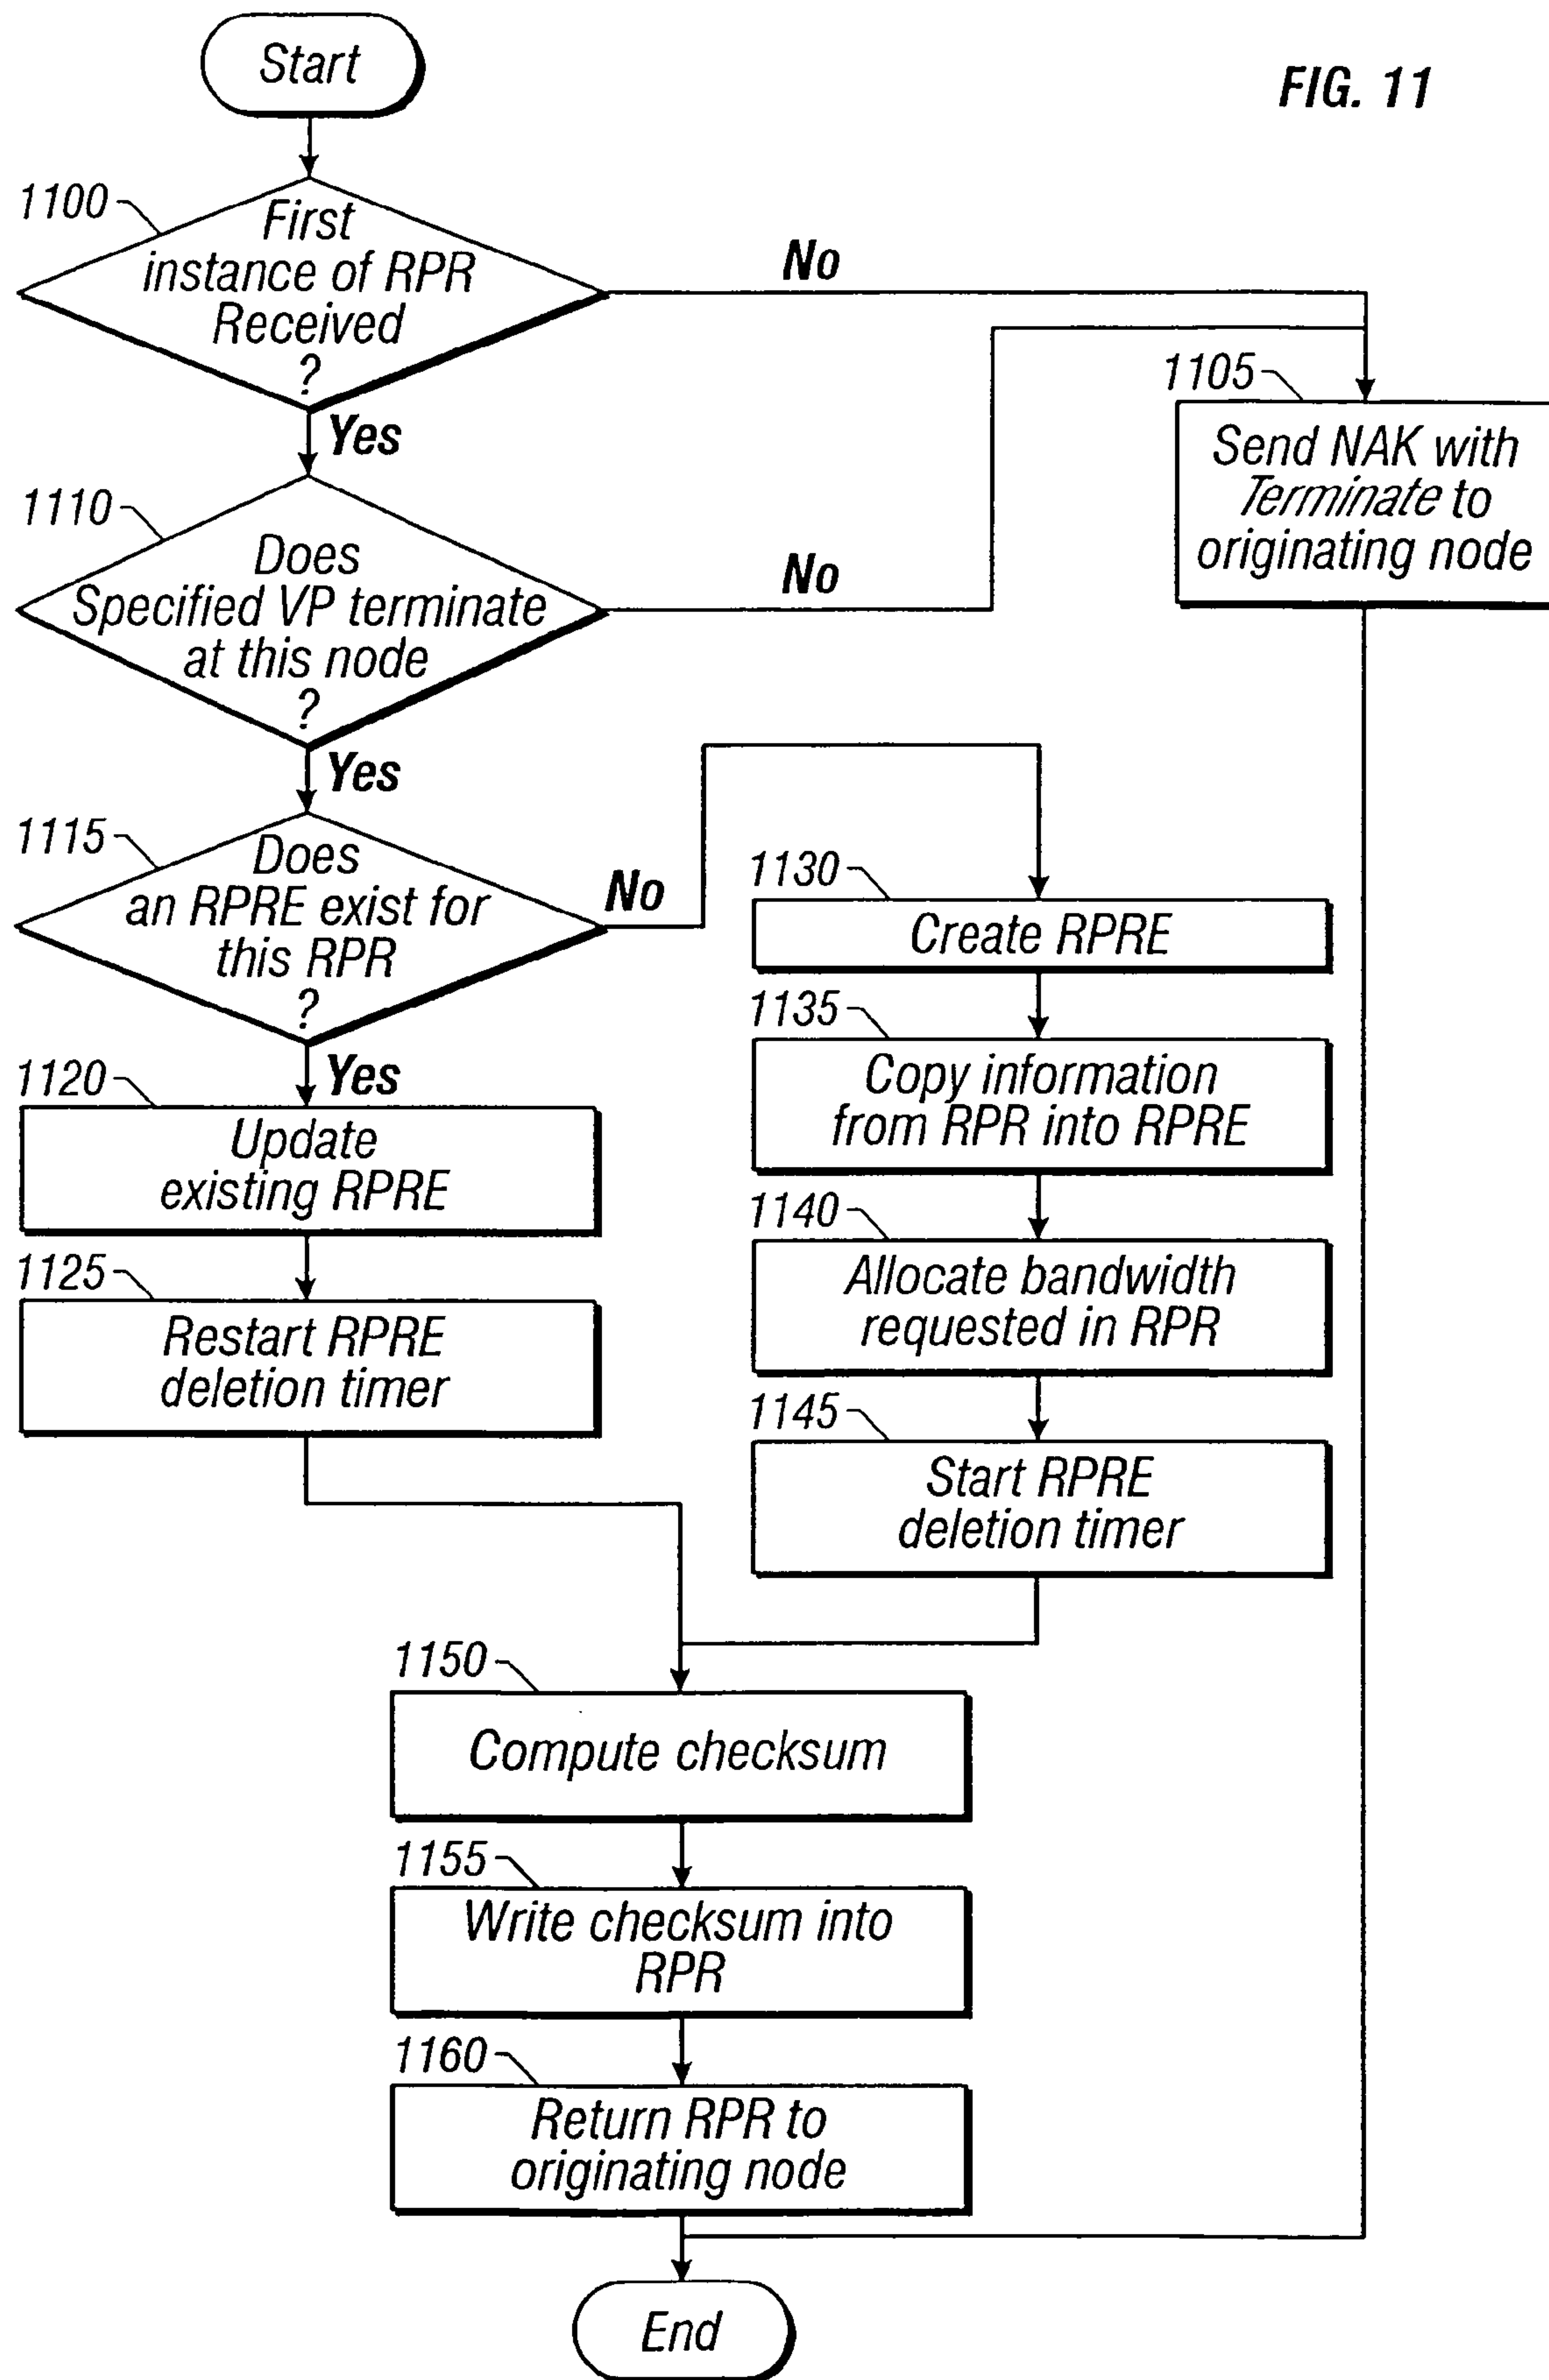 Start
FIG. 11
1100
First
instance of RPR
Received
?
No
Yes
1105
Send NAK with
Terminate to
originating node
1110
Does
Specified VP terminate
at this node
?
No
Yes
1115
Does
an RPRE exist for
this RPR
?
No
Yes
1120
Update
existing RPRE
1125
Restart RPRE
deletion timer
1130
Create RPRE
1135
Copy information
from RPR into RPRE
1140
Allocate bandwidth
requested in RPR
1145
Start RPRE
deletion timer
1150
Compute checksum
1155
Write checksum into
RPR
1160
Return RPR to
originating node
End